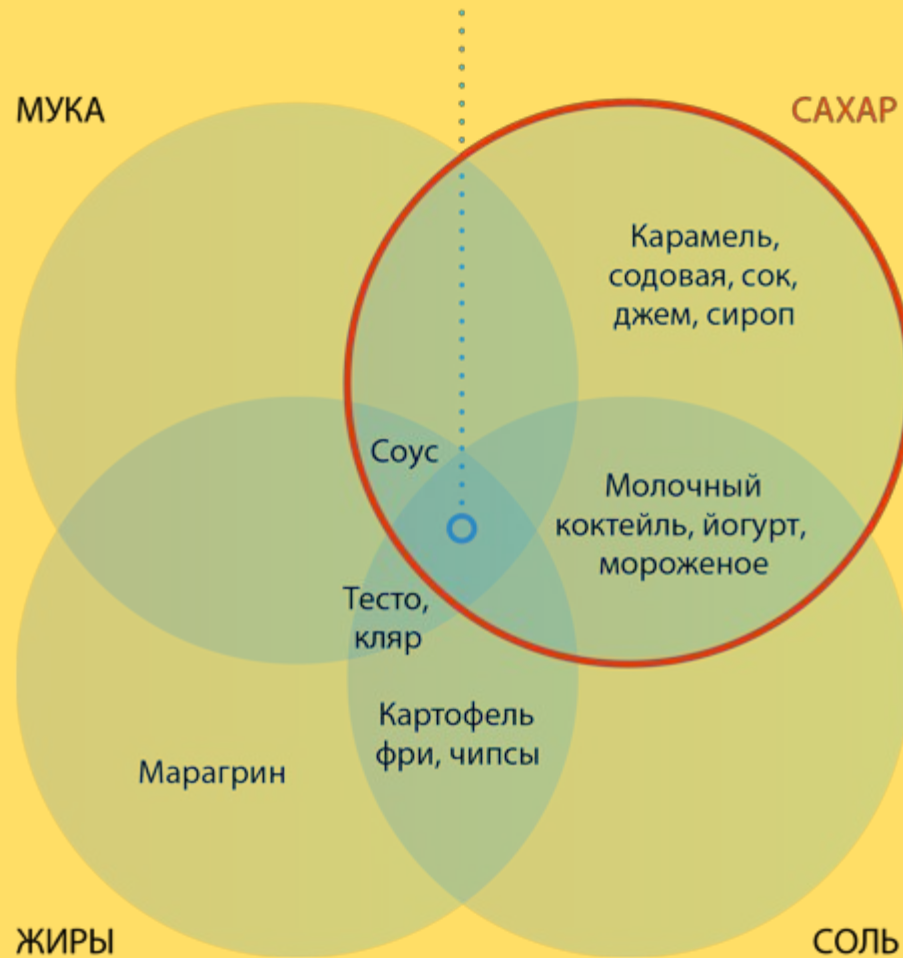 МУКА
САХАР
Карамель,
содовая, сок,
джем, сироп
Соус
Молочный
коктейль, йогурт,
мороженое
Тесто,
кляр
Картофель
фри, чипсы
Марагрин
ЖИРЫ
СОЛЬ